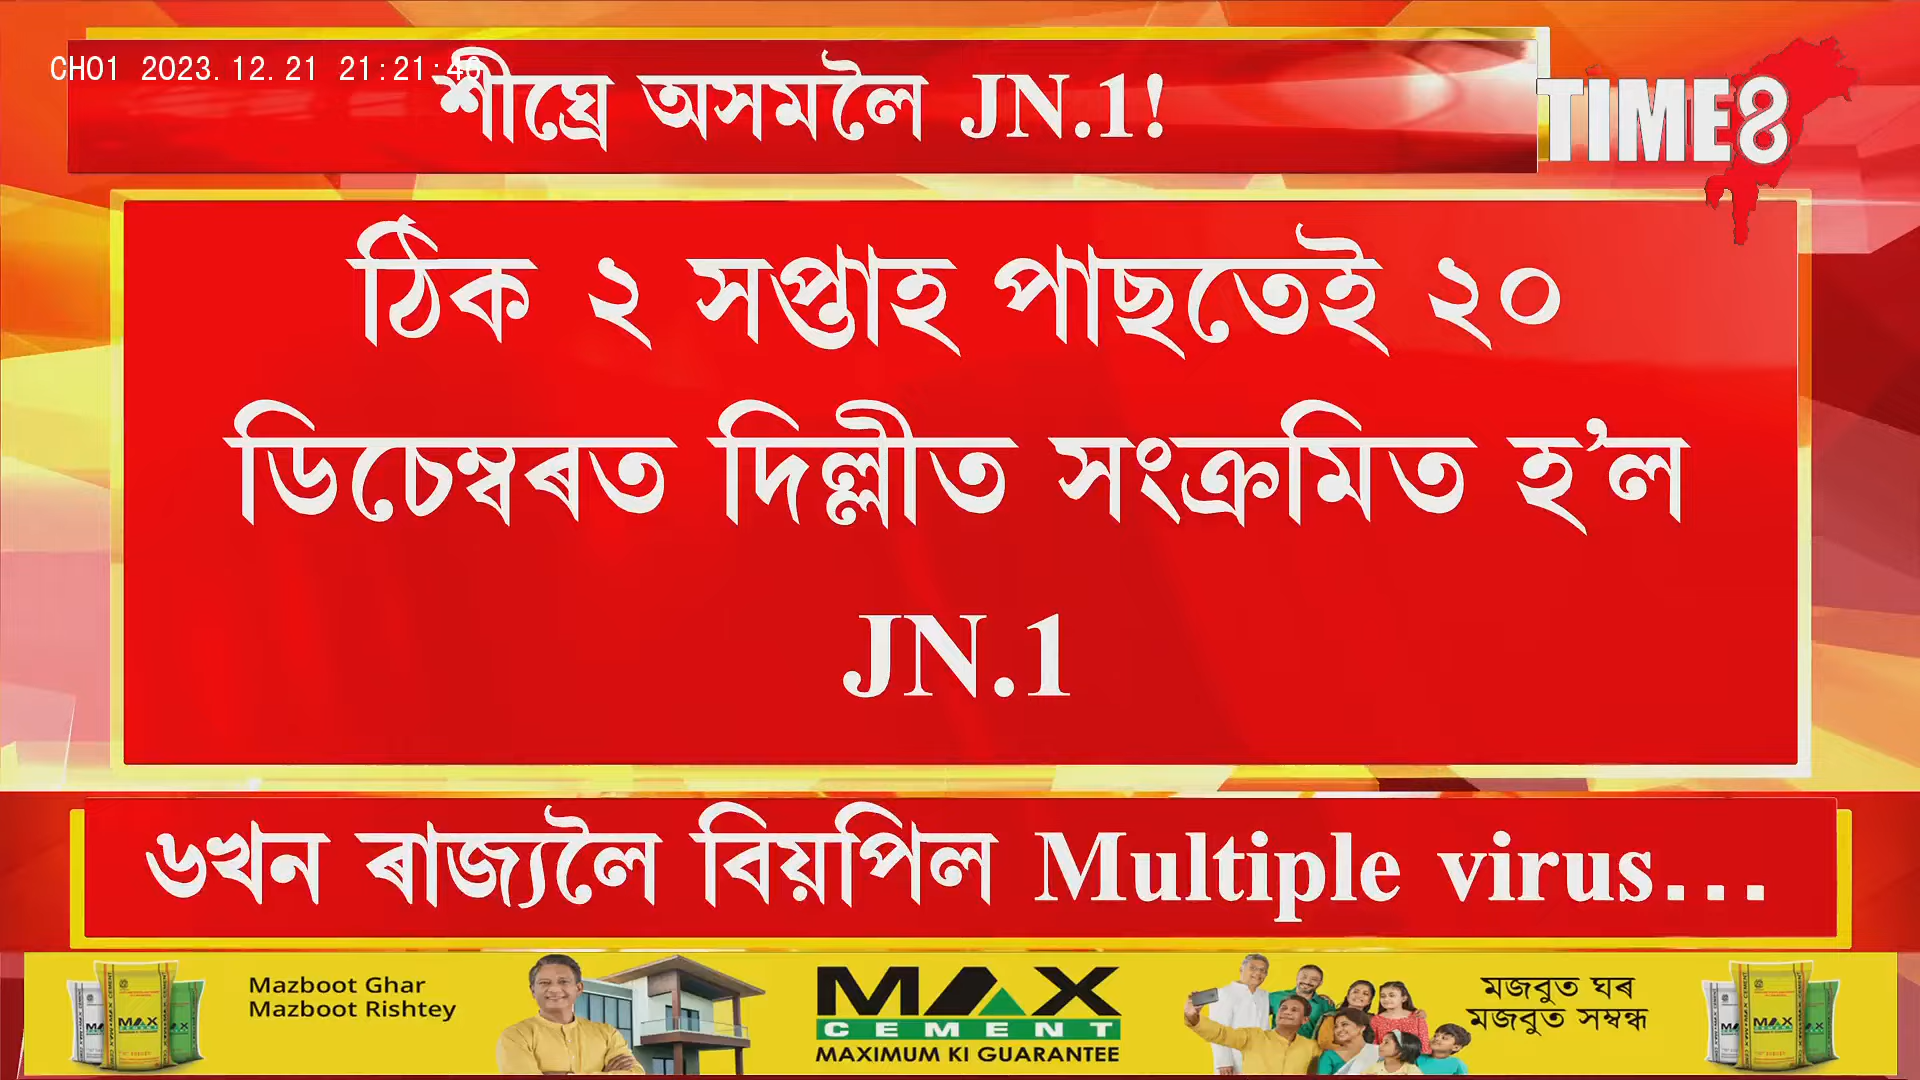 CH01 2023.12.21 21:21:46
শীঘ্ৰে অসমলৈ JN.1!
TIME8
ঠিক ২ সপ্তাহ পাছতেই ২০
ডিচেম্বৰত দিল্লীত সংক্ৰমিত হ'ল
JN.1
৬খন ৰাজ্যলৈ বিয়পিল Multiple virus...
Mazboot Ghar
Mazboot Rishtey
MAX
CEMENT
MAXIMUM KI GUARANTEE
মজবুত ঘৰ
মজবুত সম্বন্ধ